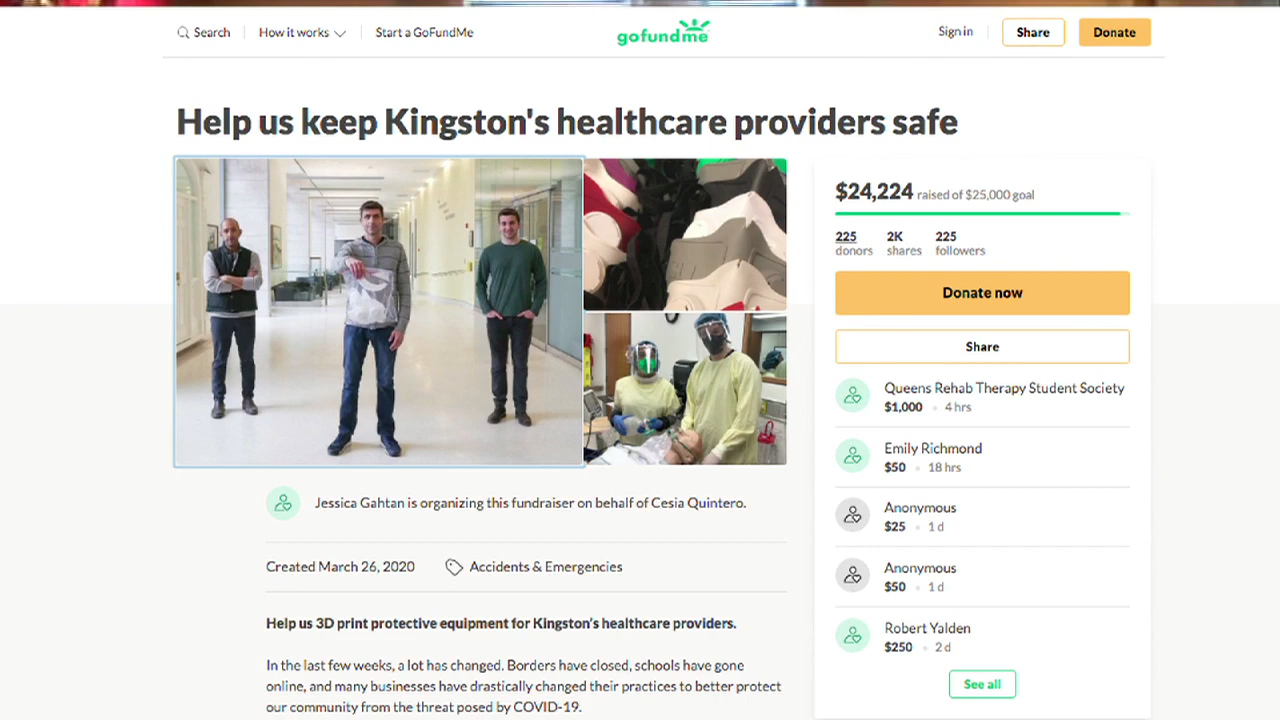 Search
How it works
Start a GoFundMe
gofundme
Sign in
Share
Donate
Help us keep Kingston's healthcare providers safe
$24,224 raised of $25,000 goal
225 donors
2K shares
225 followers
Donate now
Share
Queens Rehab Therapy Student Society
$1,000 • 4 hrs
Emily Richmond
$50 • 18 hrs
Anonymous
$25 • 1 d
Anonymous
$50 • 1 d
Robert Yalden
$250 • 2 d
See all
Jessica Gahtan is organizing this fundraiser on behalf of Cesia Quintero.
Created March 26, 2020
Accidents & Emergencies
Help us 3D print protective equipment for Kingston's healthcare providers.
In the last few weeks, a lot has changed. Borders have closed, schools have gone
online, and many businesses have drastically changed their practices to better protect
our community from the threat posed by COVID-19.